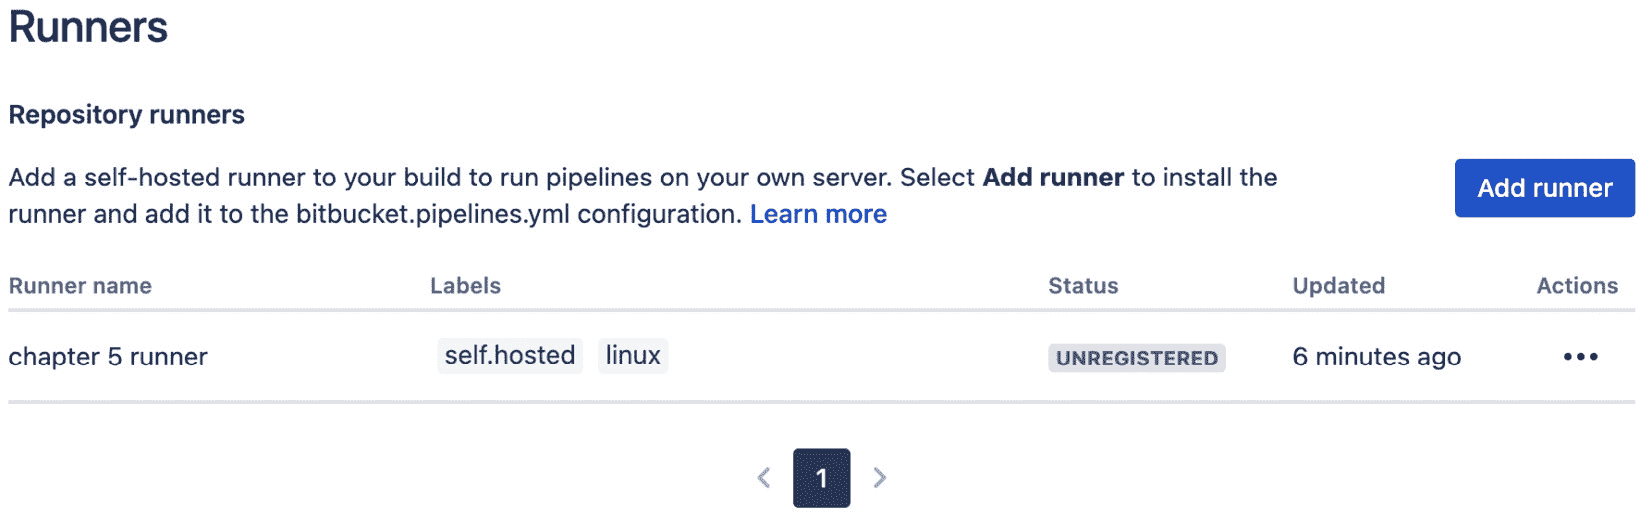 Runners
Repository runners
Add a self-hosted runner to your build to run pipelines on your own server. Select Add runner to install the
runner and add it to the bitbucket.pipelines.yml configuration. Learn more
Add runner
Runner name Labels Status Updated Actions
chapter 5 runner self.hosted linux UNREGISTERED 6 minutes ago •••
< 1 >